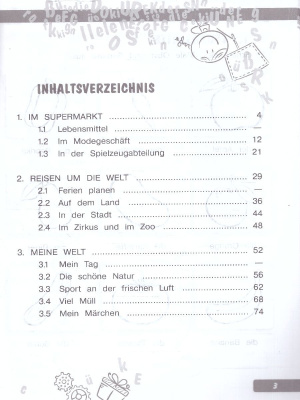 INHALTSVERZEICHNIS
1. IM SUPERMARKT 4
1.1 Lebensmittel —
1.2 Im Modegeschäft 12
1.3 In der Spielzeugabteilung 21
2. REISEN UM DIE WELT 29
2.1 Ferien planen —
2.2 Auf dem Land 36
2.3 In der Stadt 44
2.4 Im Zirkus und im Zoo 48
3. MEINE WELT 52
3.1 Mein Tag —
3.2 Die schöne Natur 56
3.3 Sport an der frischen Luft 62
3.4 Viel Müll 68
3.5 Mein Märchen 74
3